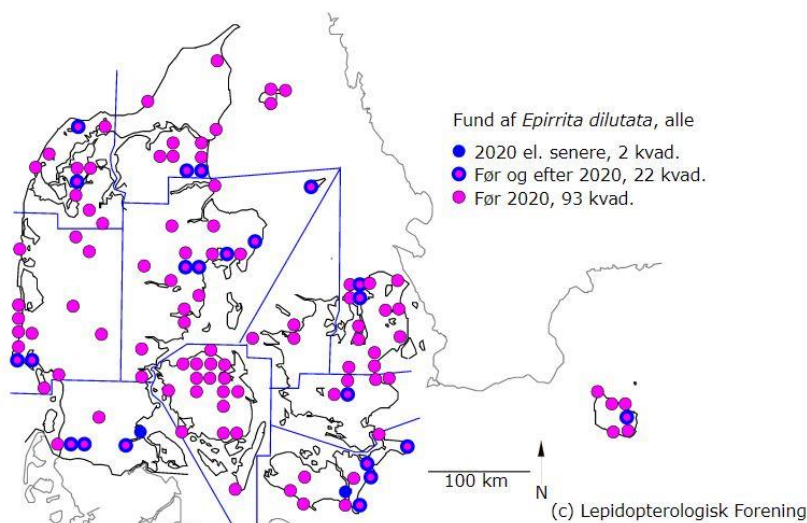 Fund af Epirrita dilutata, alle
2020 el. senere, 2 kvad.
Før og efter 2020, 22 kvad.
Før 2020, 93 kvad.
100 km
N
(c) Lepidopterologisk Forening